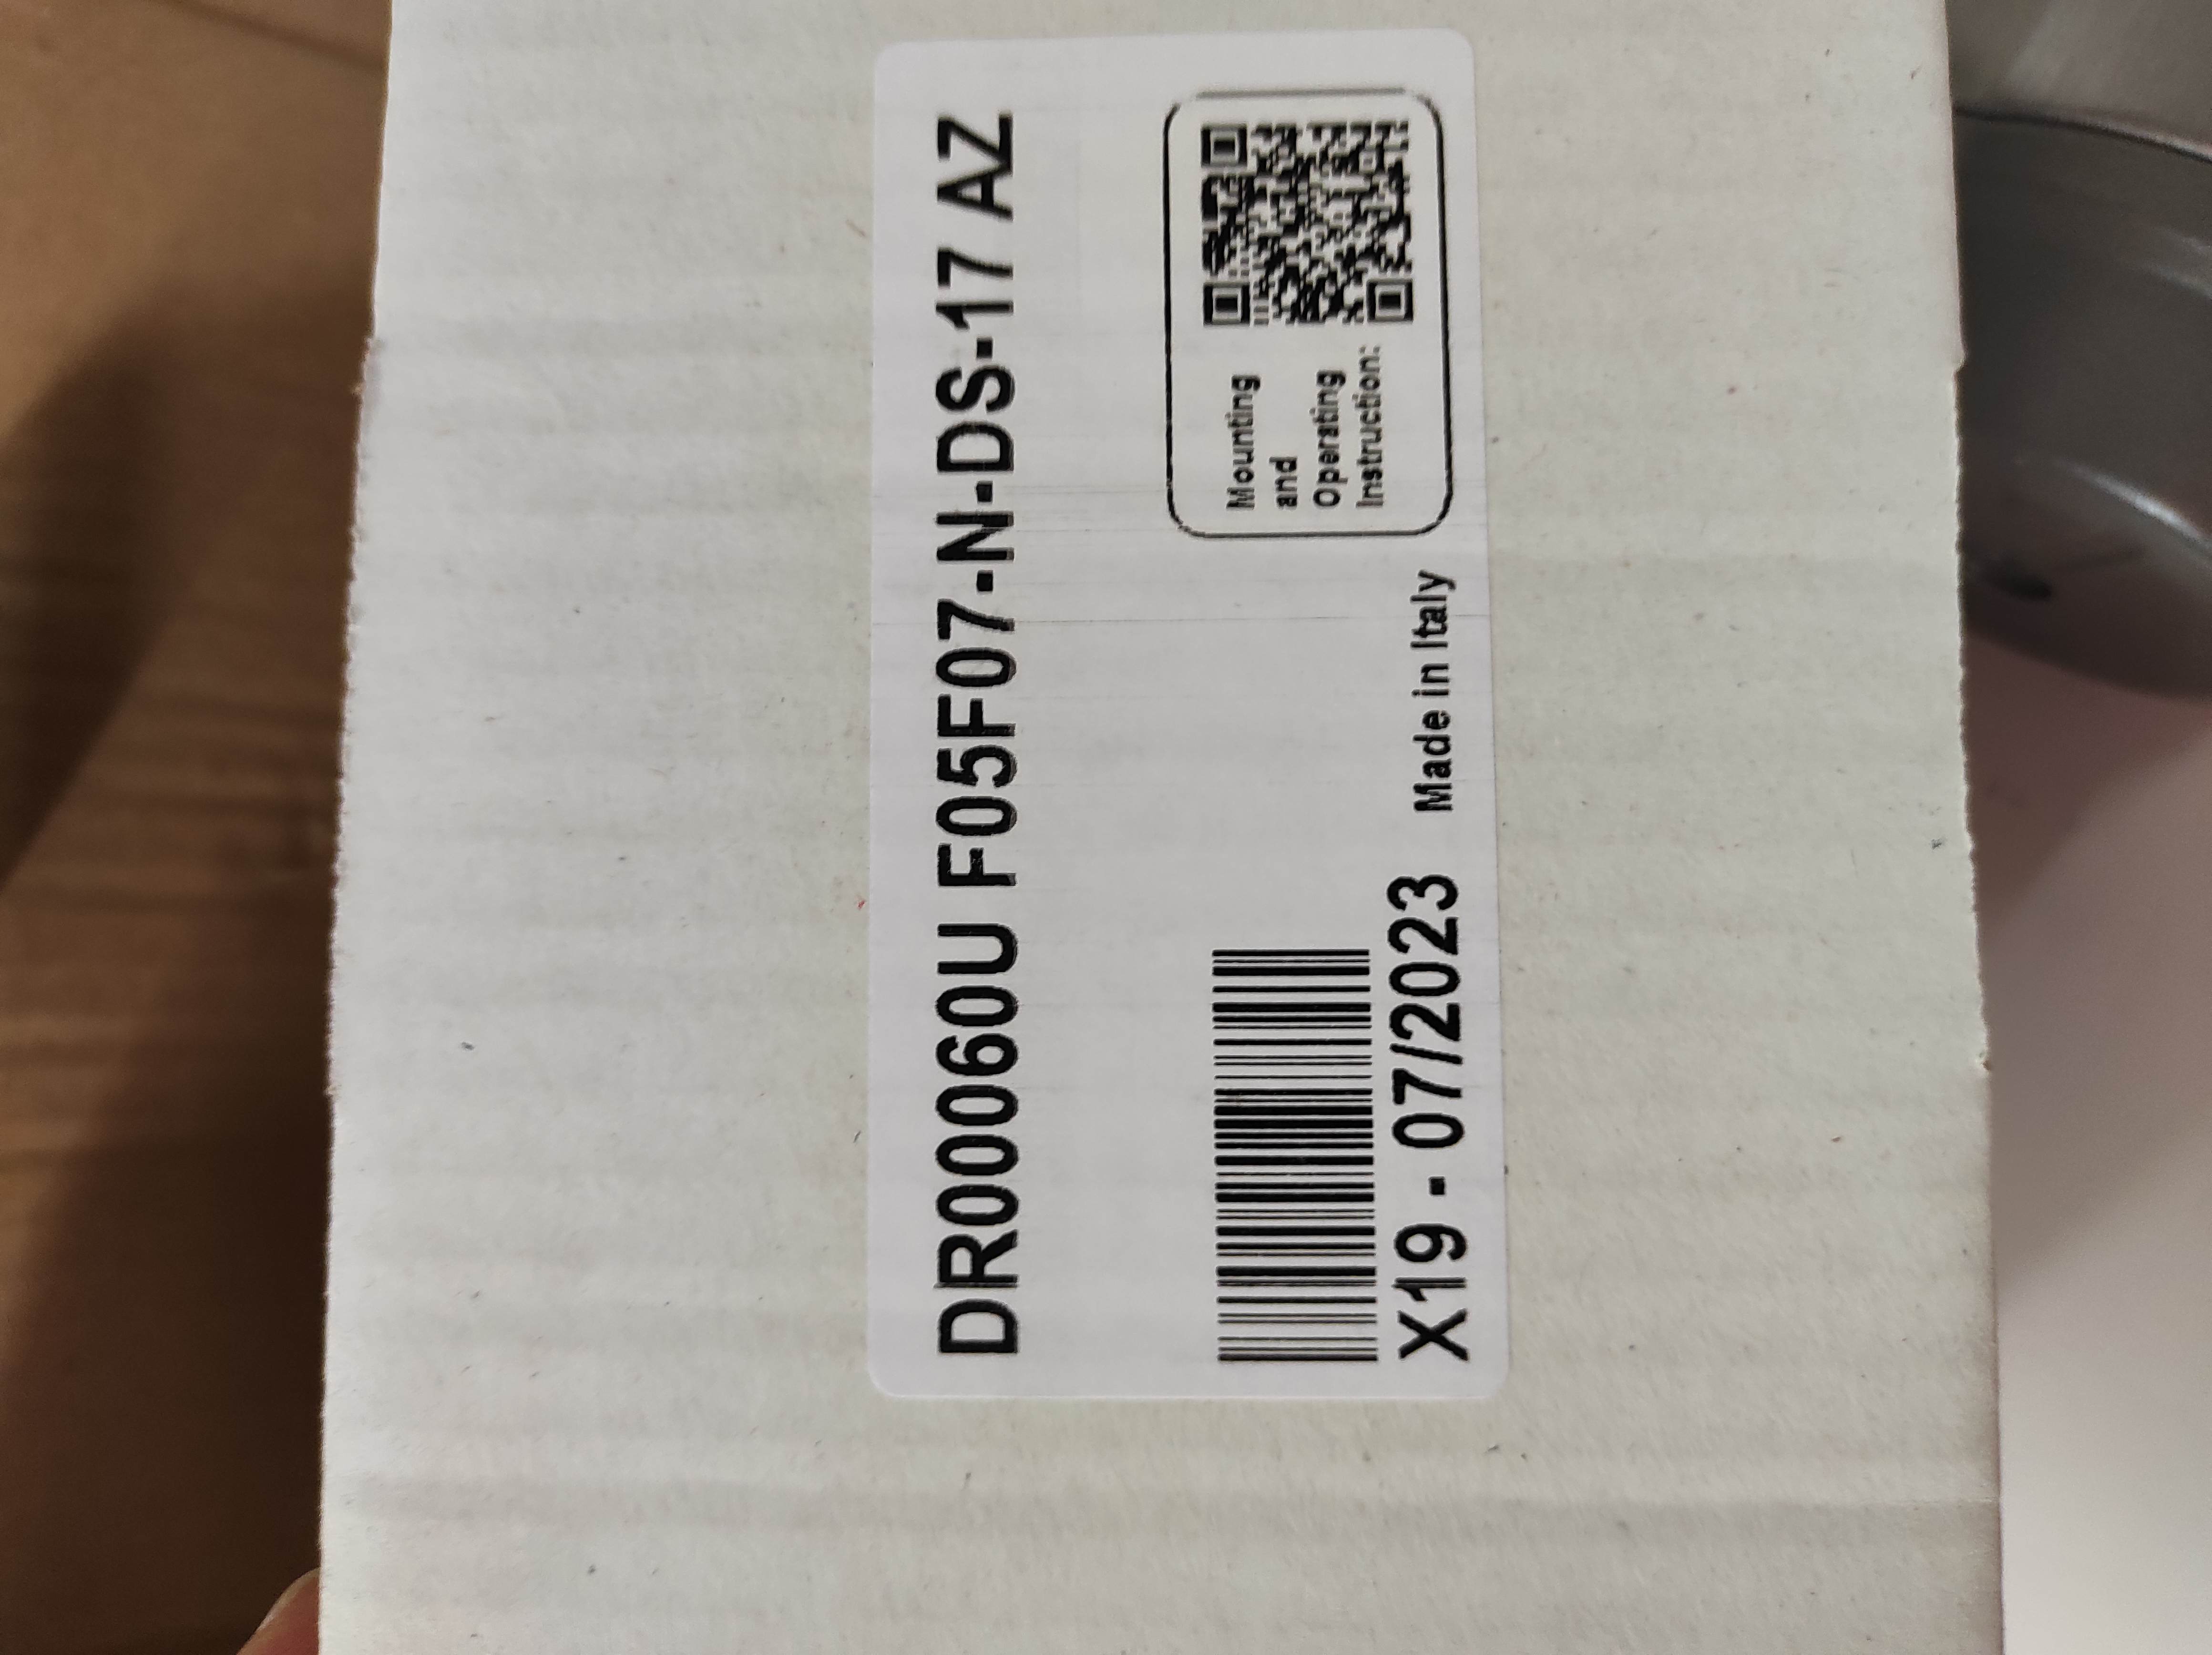 DR00060U F05F07-N-DS-17 AZ
Mounting
and
Operating
Instruction:
X19 - 07/2023 Made in Italy